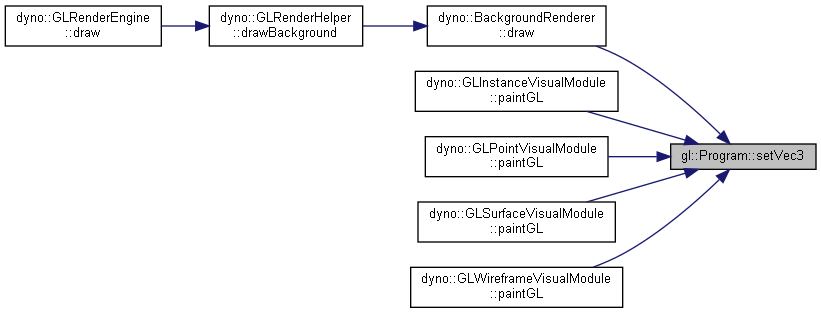 dyno::GLRenderEngine
::draw
dyno::GLRenderHelper
::drawBackground
dyno::BackgroundRenderer
::draw
dyno::GLInstanceVisualModule
::paintGL
dyno::GLPointVisualModule
::paintGL
gl::Program::setVec3
dyno::GLSurfaceVisualModule
::paintGL
dyno::GLWireframeVisualModule
::paintGL